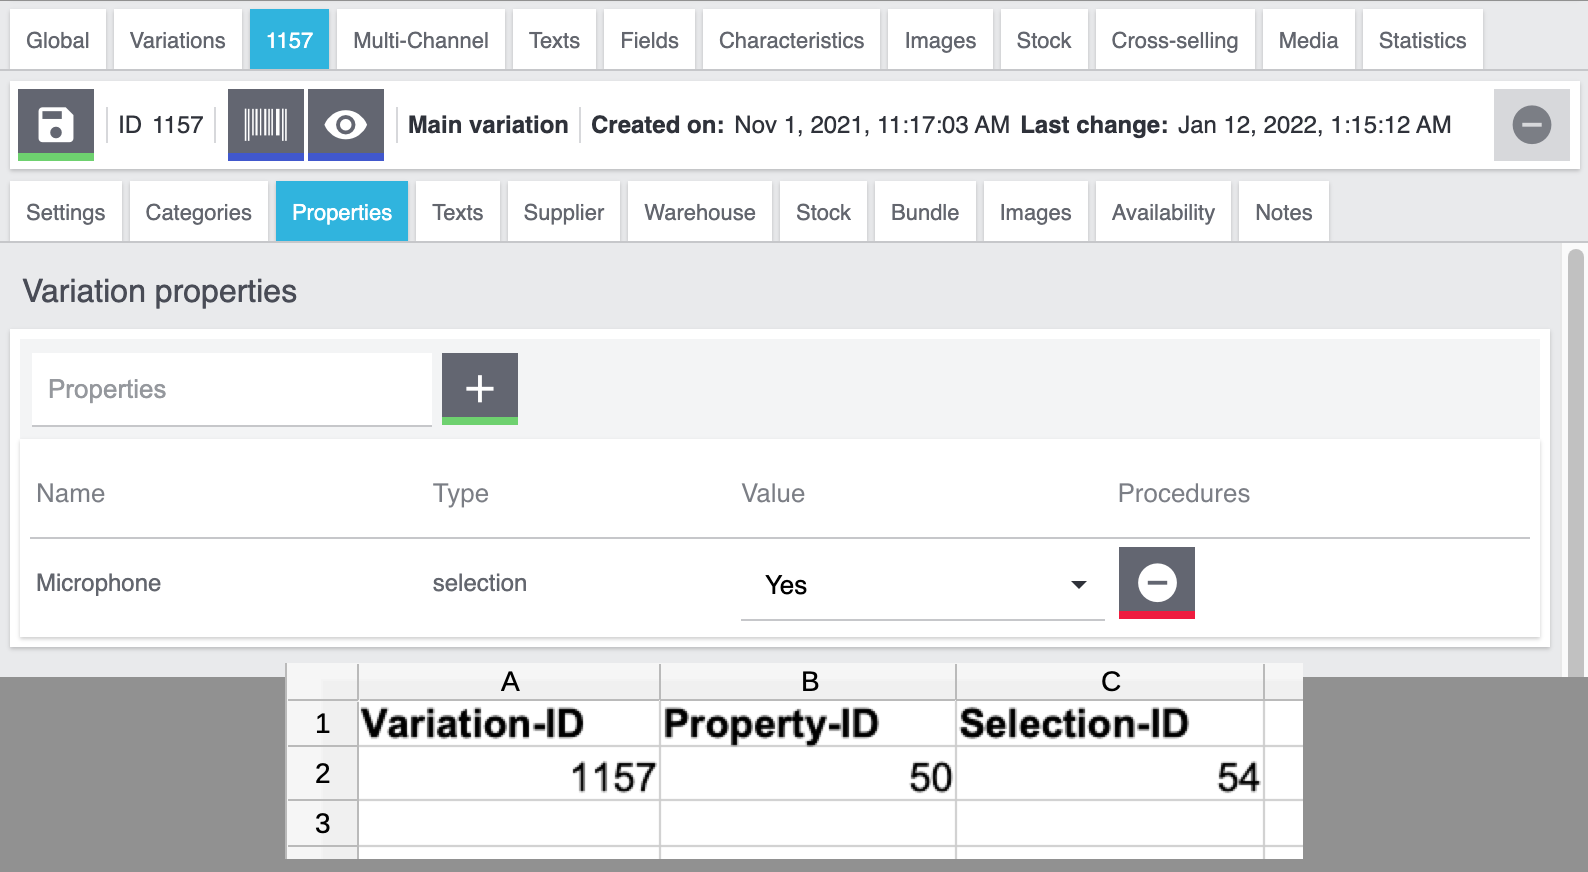 Global Variations 1157 Multi-Channel Texts Fields Characteristics Images Stock Cross-selling Media Statistics
ID 1157 Main variation Created on: Nov 1, 2021, 11:17:03 AM Last change: Jan 12, 2022, 1:15:12 AM
Settings Categories Properties Texts Supplier Warehouse Stock Bundle Images Availability Notes
Variation properties
Properties
Name Type Value Procedures
Microphone selection Yes
A B C
1 Variation-ID Property-ID Selection-ID
2 1157 50 54
3